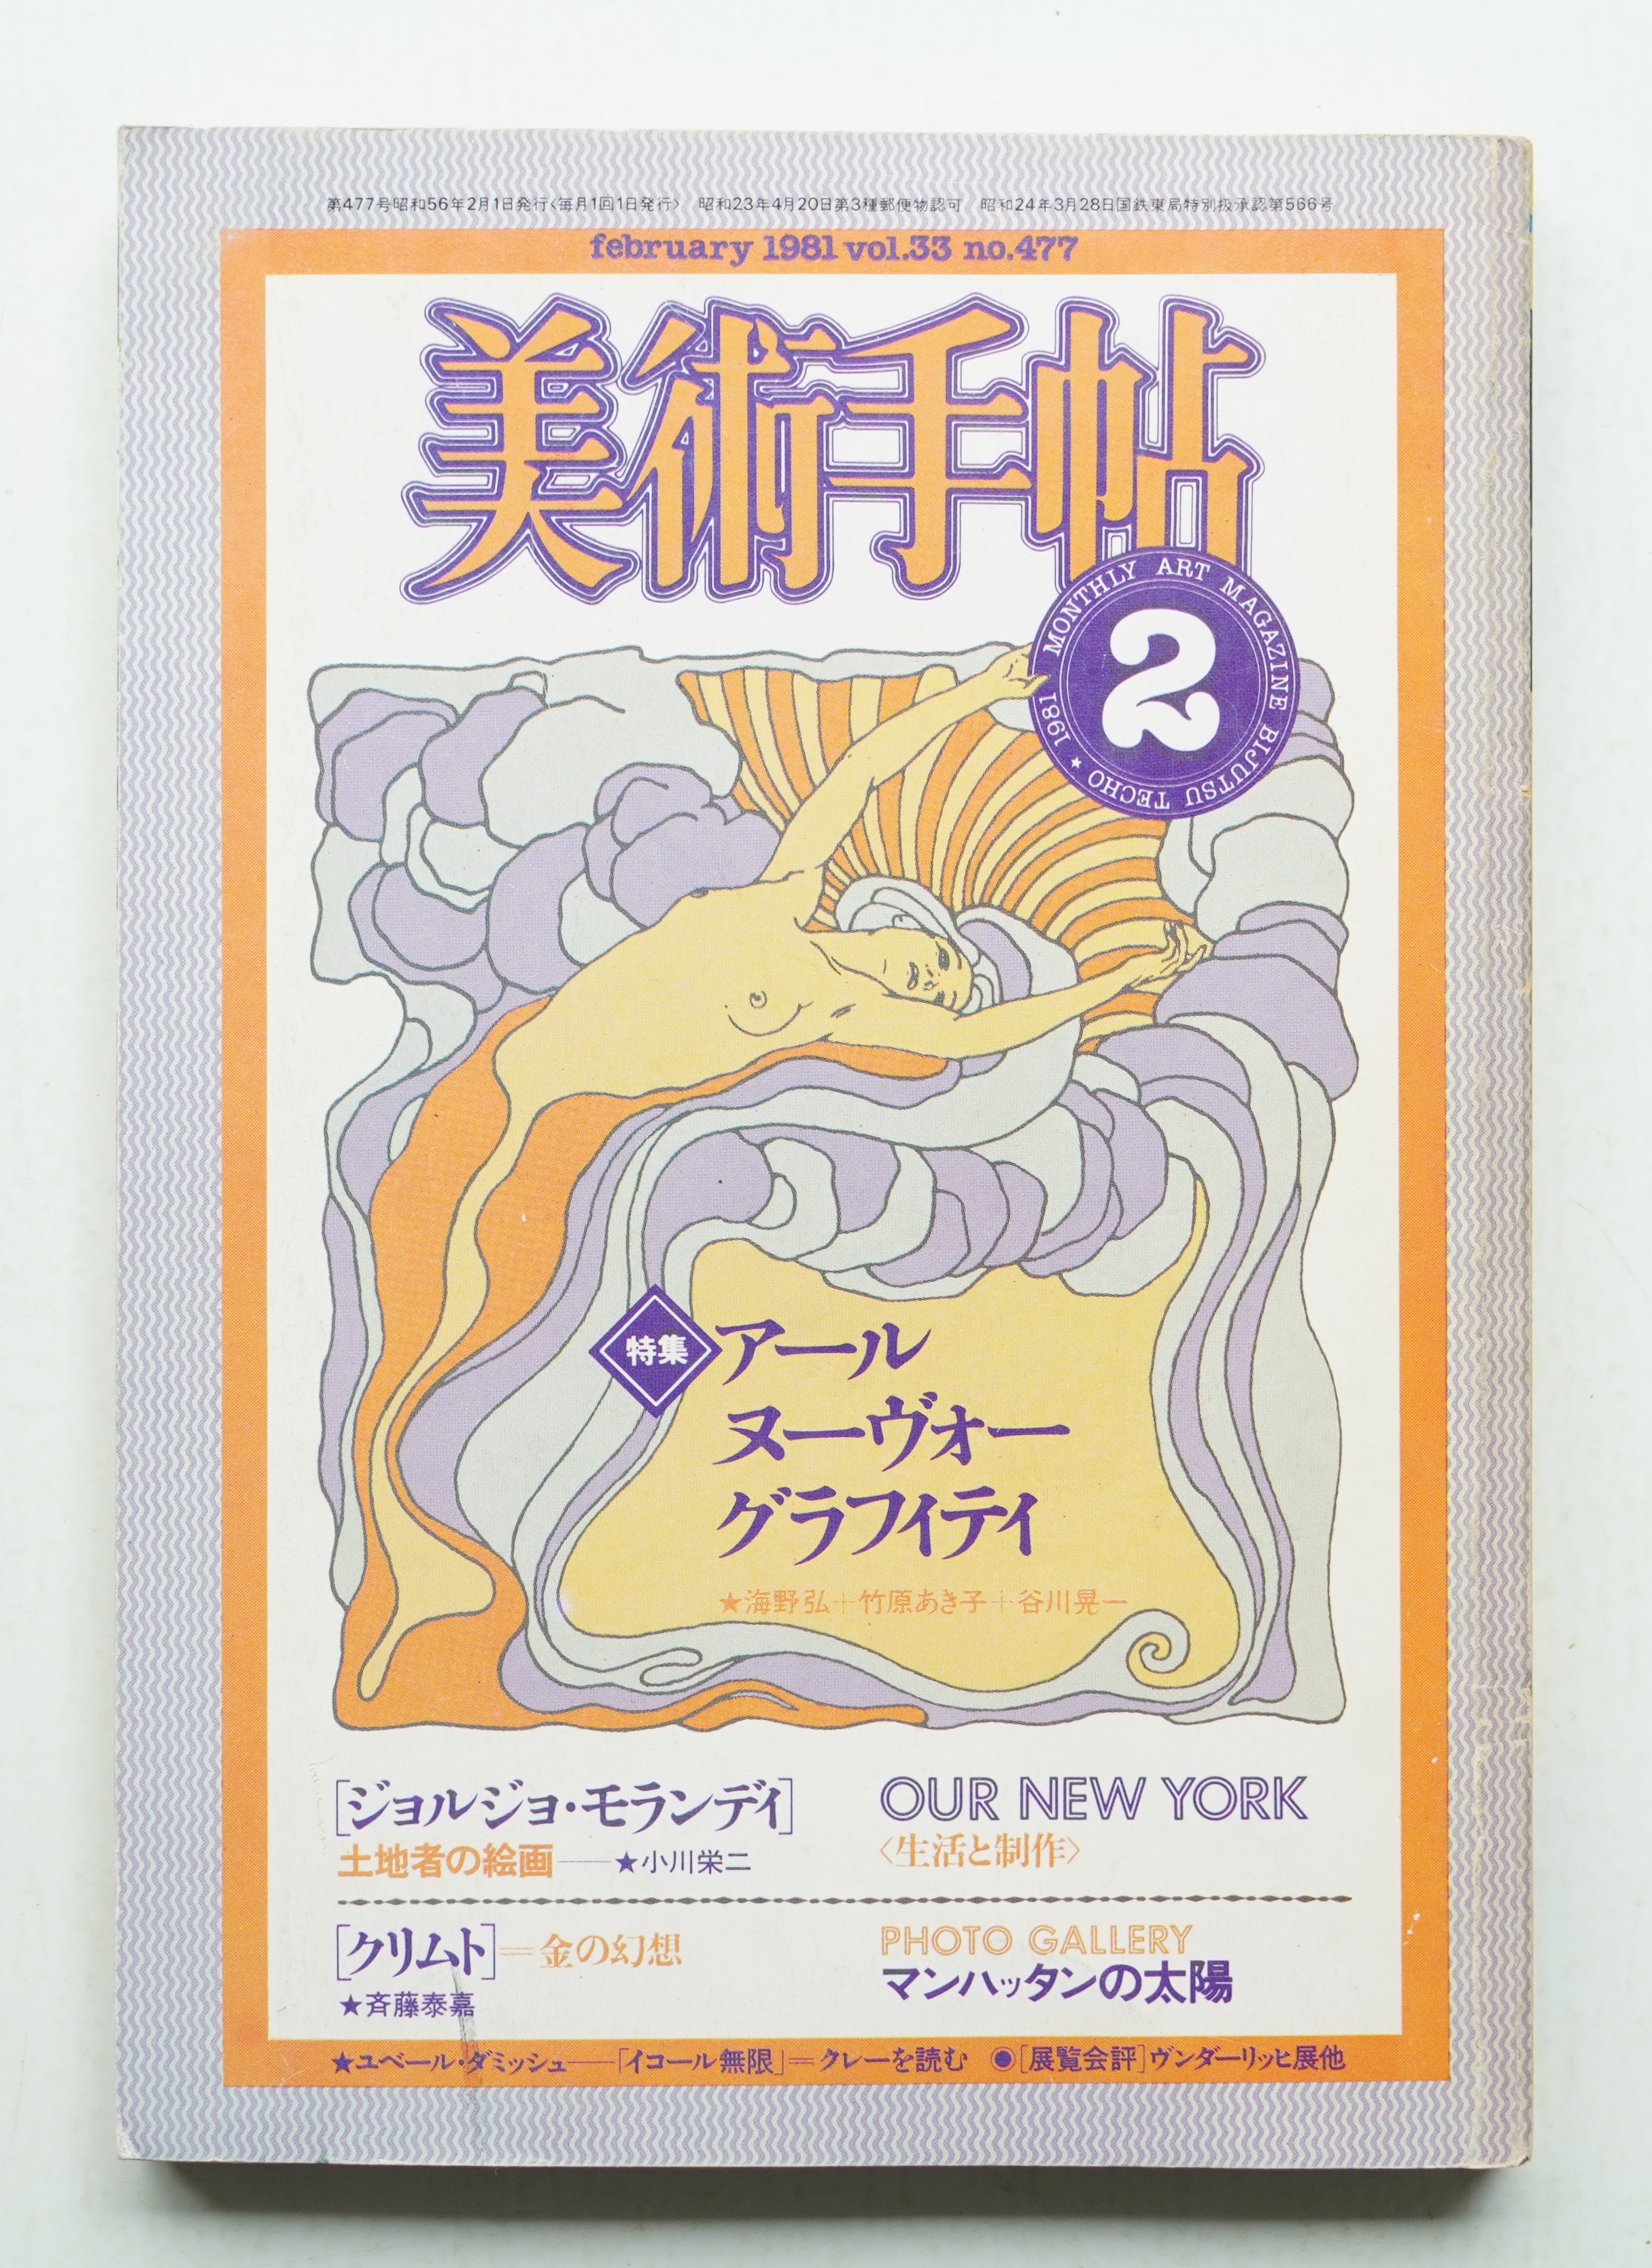 第477号昭和56年2月1日発行〈毎月1回1日発行〉 昭和23年4月20日第3種郵便物認可 昭和24年3月28日国鉄東局特別扱承認第566号
february 1981 vol.33 no.477
美術手帖
MONTHLY ART MAGAZINE BIJUTSU TECHO ★ 1981
2
特集
アール
ヌーヴォー
グラフィティ
★海野弘＋竹原あき子＋谷川晃一
[ジョルジョ・モランディ]
土地者の絵画——★小川栄二
OUR NEW YORK
〈生活と制作〉
[クリムト]＝金の幻想
★斉藤泰嘉
PHOTO GALLERY
マンハッタンの太陽
★ユベール・ダミッシュ——「イコール無限」＝クレーを読む ◉[展覧会評]ヴンダーリッヒ展他